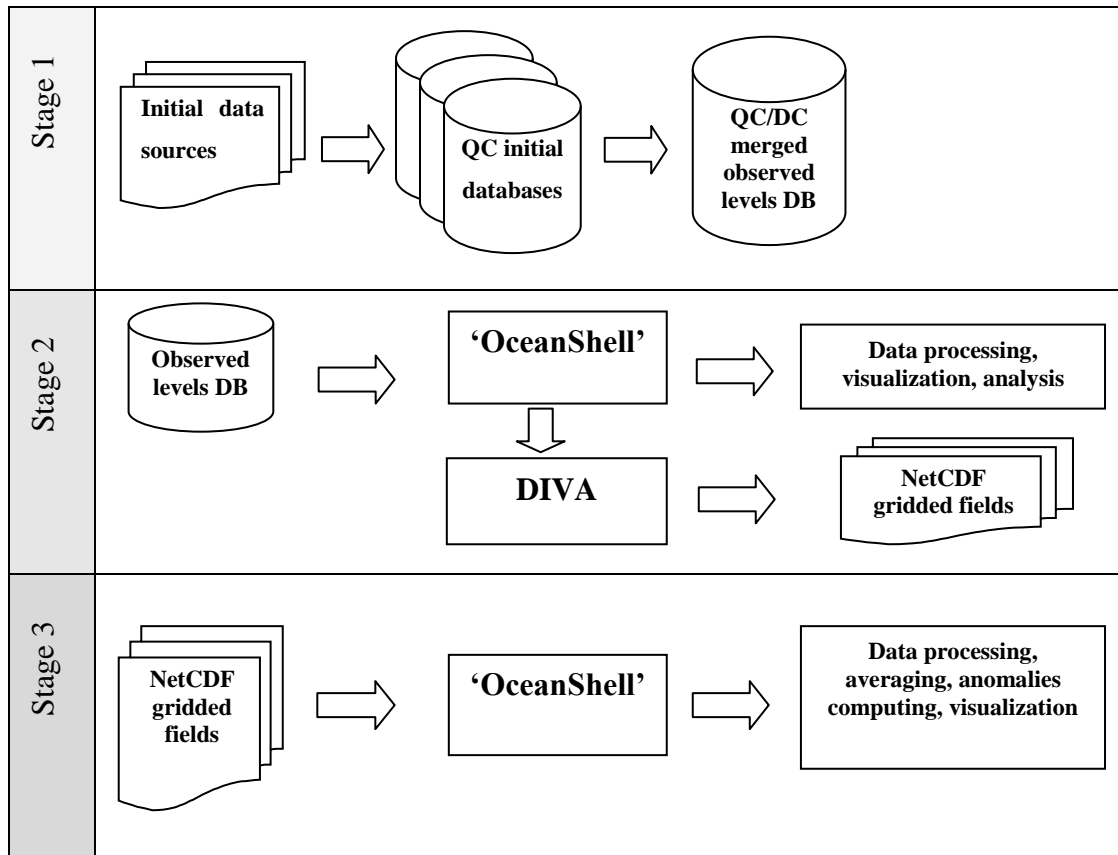 Stage 1
Initial data
sources
QC initial
databases
QC/DC
merged
observed
levels DB
Stage 2
Observed
levels DB
‘OceanShell’
Data processing,
visualization, analysis
DIVA
NetCDF
gridded fields
Stage 3
NetCDF
gridded
fields
‘OceanShell’
Data processing,
averaging, anomalies
computing, visualization